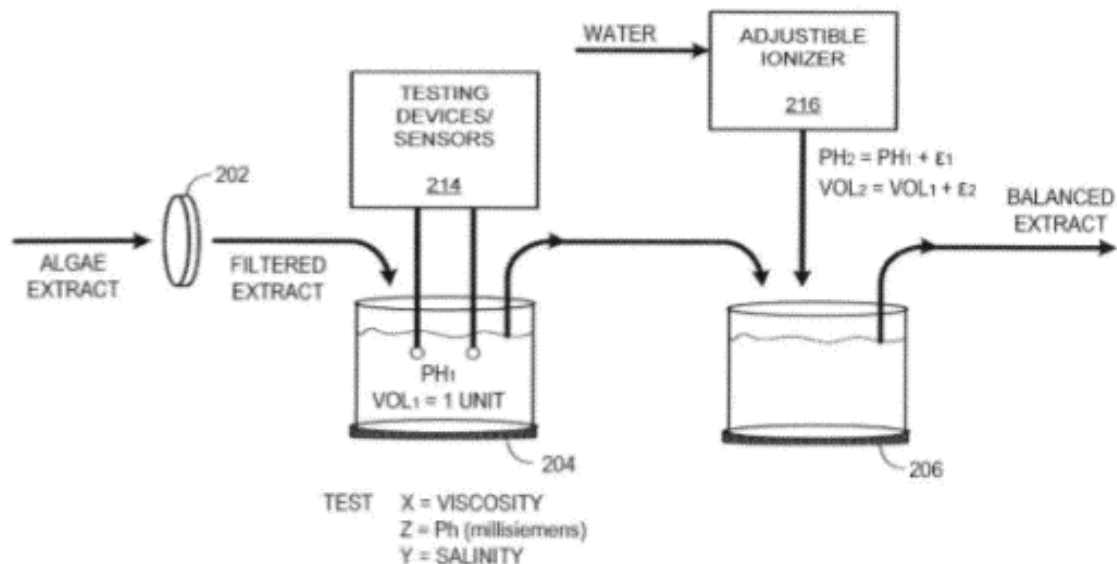 WATER
ADJUSTIBLE
IONIZER
216
TESTING
DEVICES/
SENSORS
214
PH₂ = PH₁ + ε₁
VOL₂ = VOL₁ + ε₂
202
ALGAE
EXTRACT
FILTERED
EXTRACT
BALANCED
EXTRACT
PH₁
VOL₁ = 1 UNIT
204
206
TEST X = VISCOSITY
Z = Ph (millisiemens)
Y = SALINITY